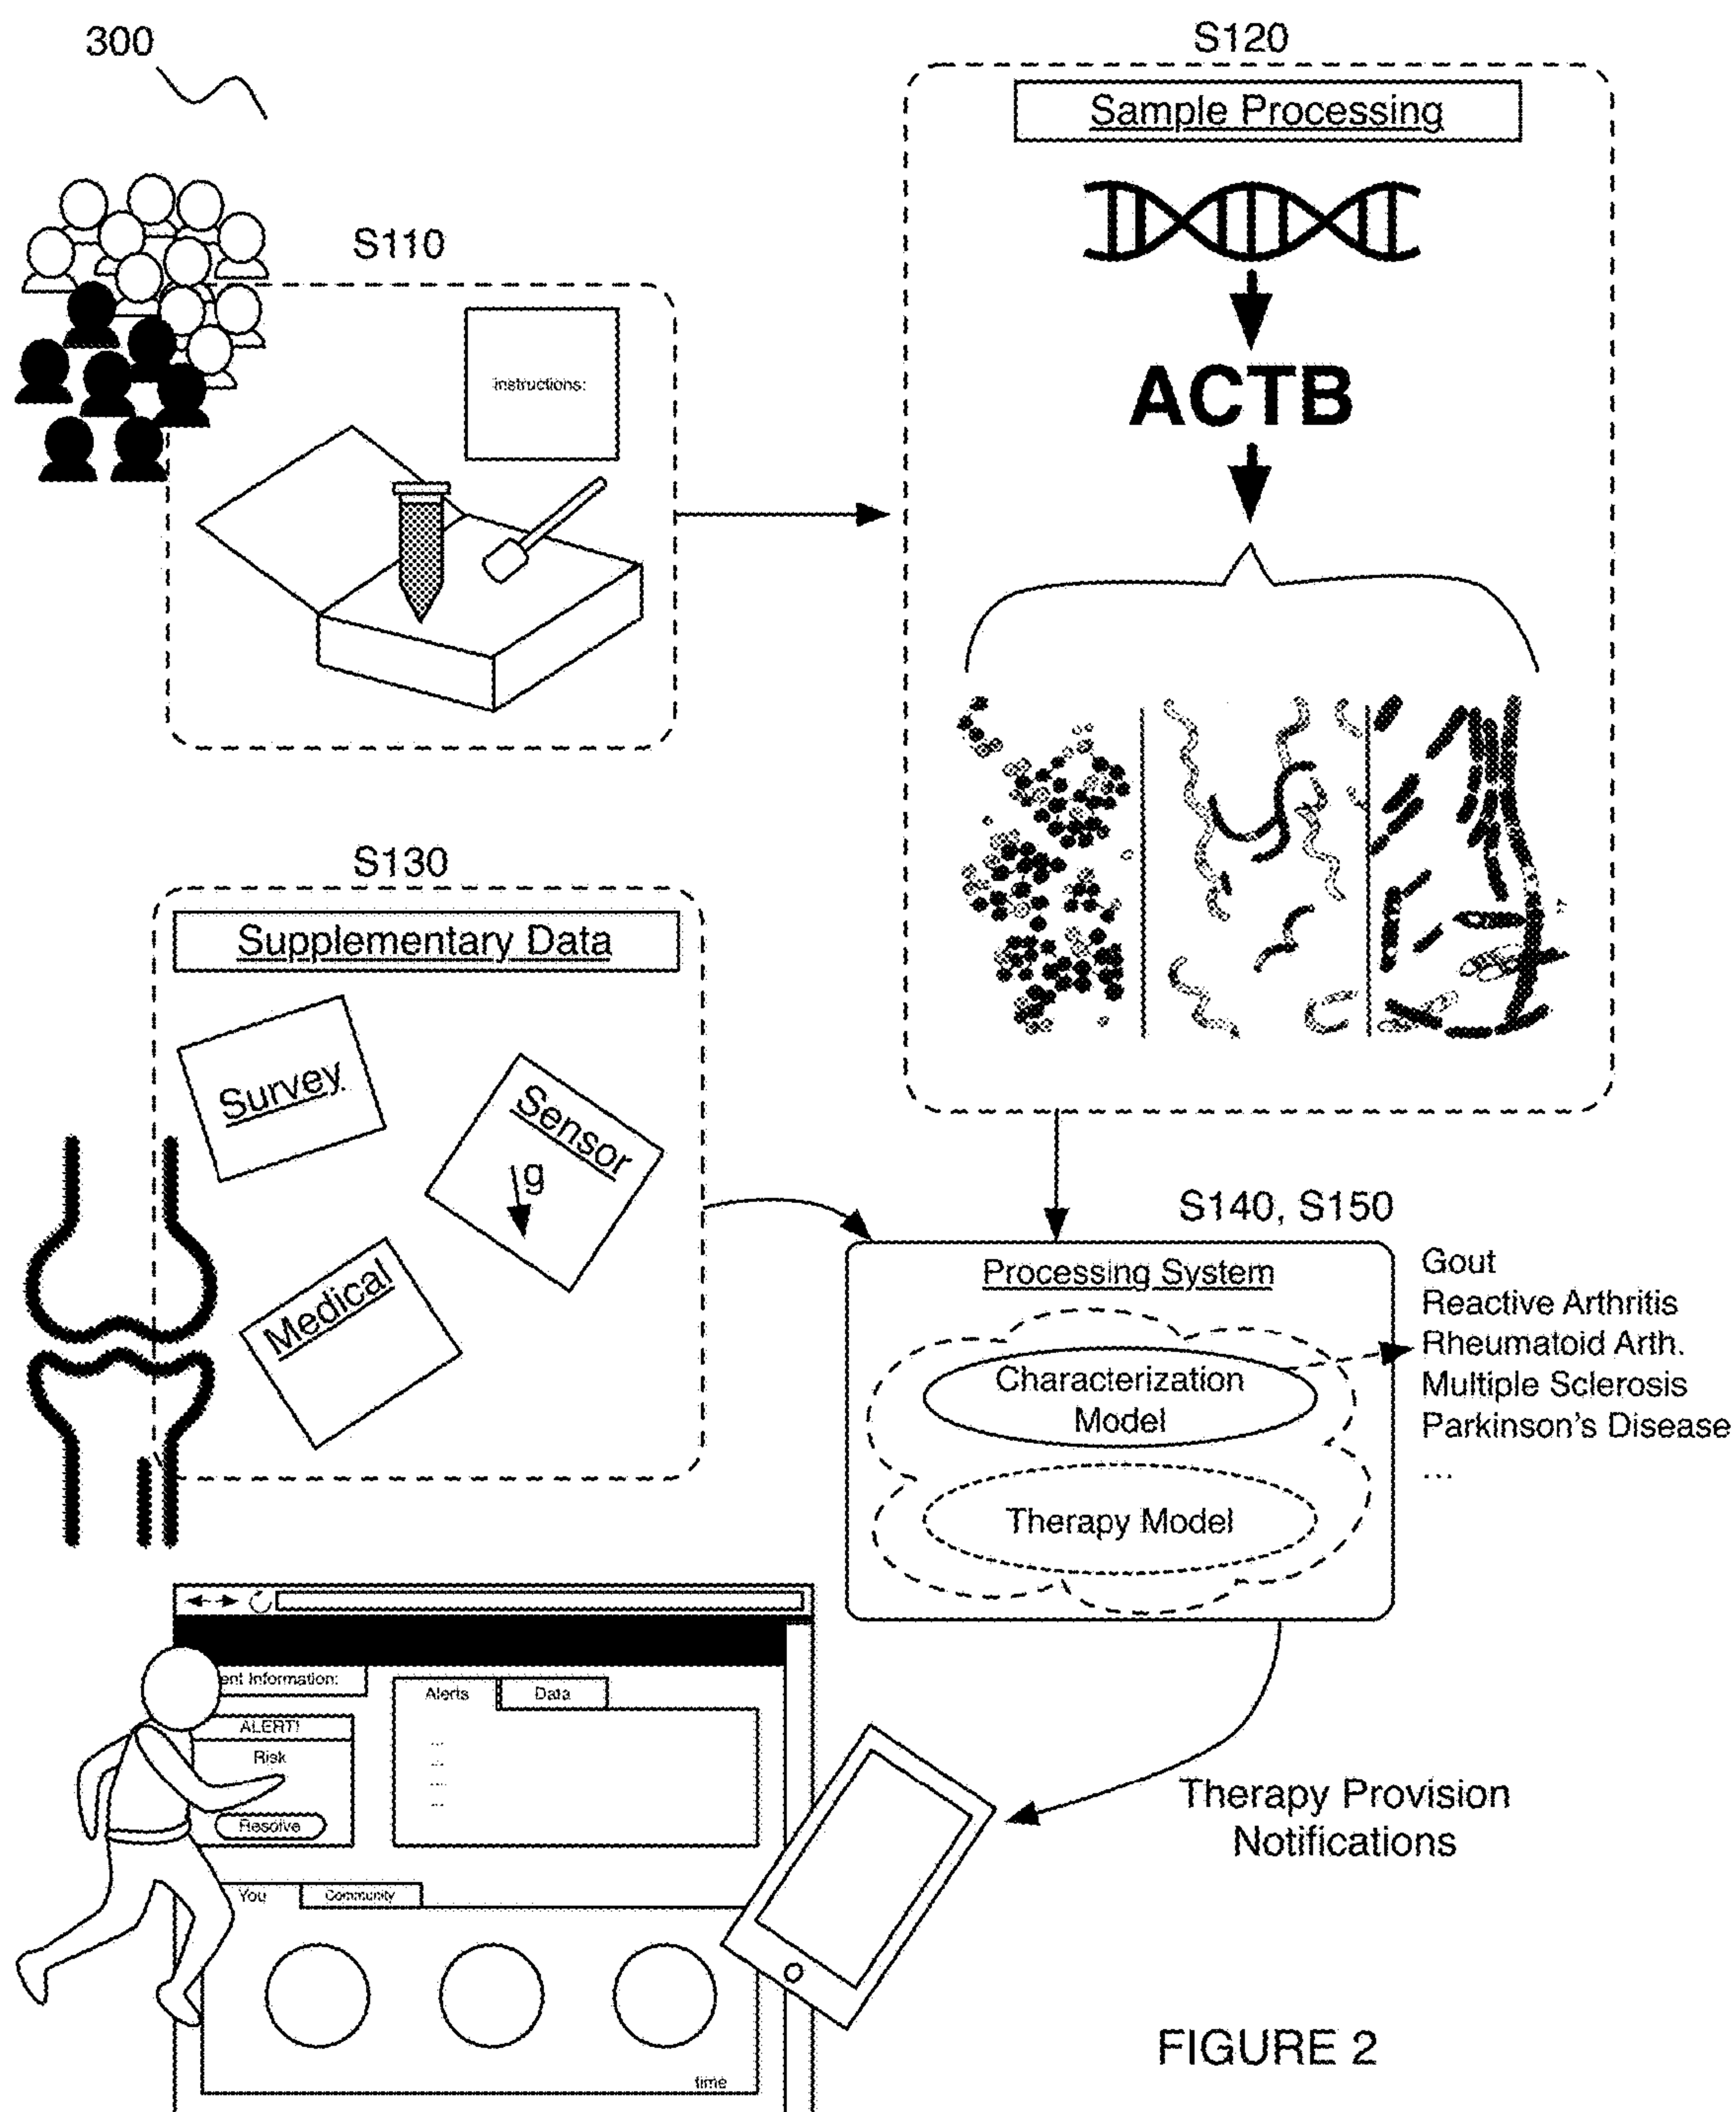 300
S120
Sample Processing
ACTB
S110
instructions:
S130
Supplementary Data
Survey
Sensor
g
Medical
S140, S150
Processing System
Characterization
Model
Therapy Model
Gout
Reactive Arthritis
Rheumatoid Arth.
Multiple Sclerosis
Parkinson's Disease
...
ent Information:
ALERT!
Risk
Resolve
Alerts
Data
...
...
...
...
You
Community
time
Therapy Provision
Notifications
FIGURE 2